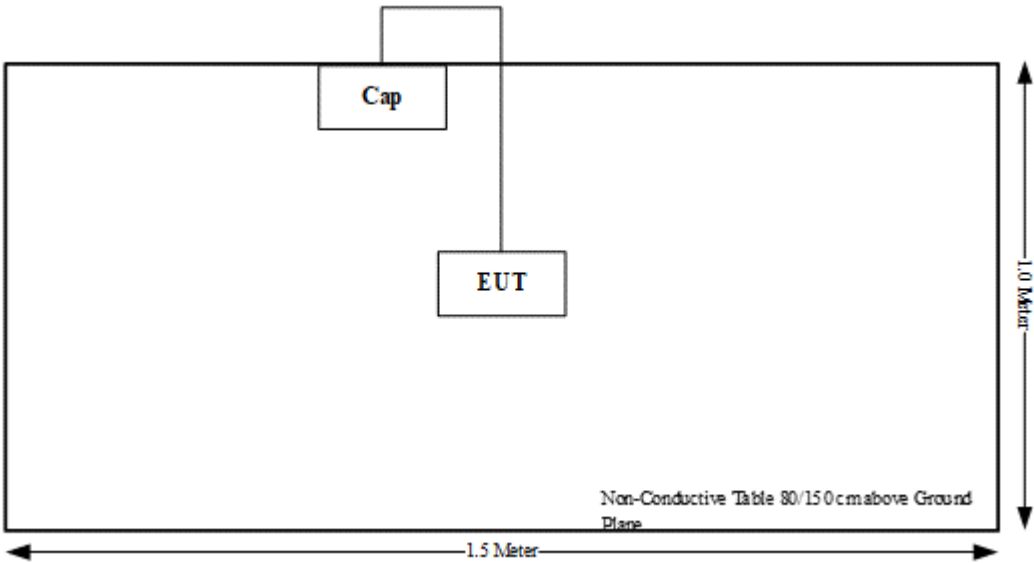 Cap
EUT
1.0 Meter
Non-Conductive Table 80/150 cm above Ground
Plane
1.5 Meter